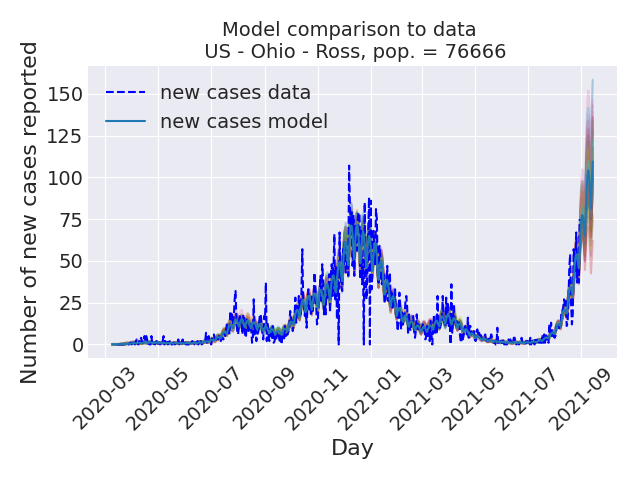 Model comparison to data
US - Ohio - Ross, pop. = 76666
Number of new cases reported
150
125
100
75
50
25
0
new cases data
new cases model
2020-03
2020-05
2020-07
2020-09
2020-11
2021-01
2021-03
2021-05
2021-07
2021-09
Day